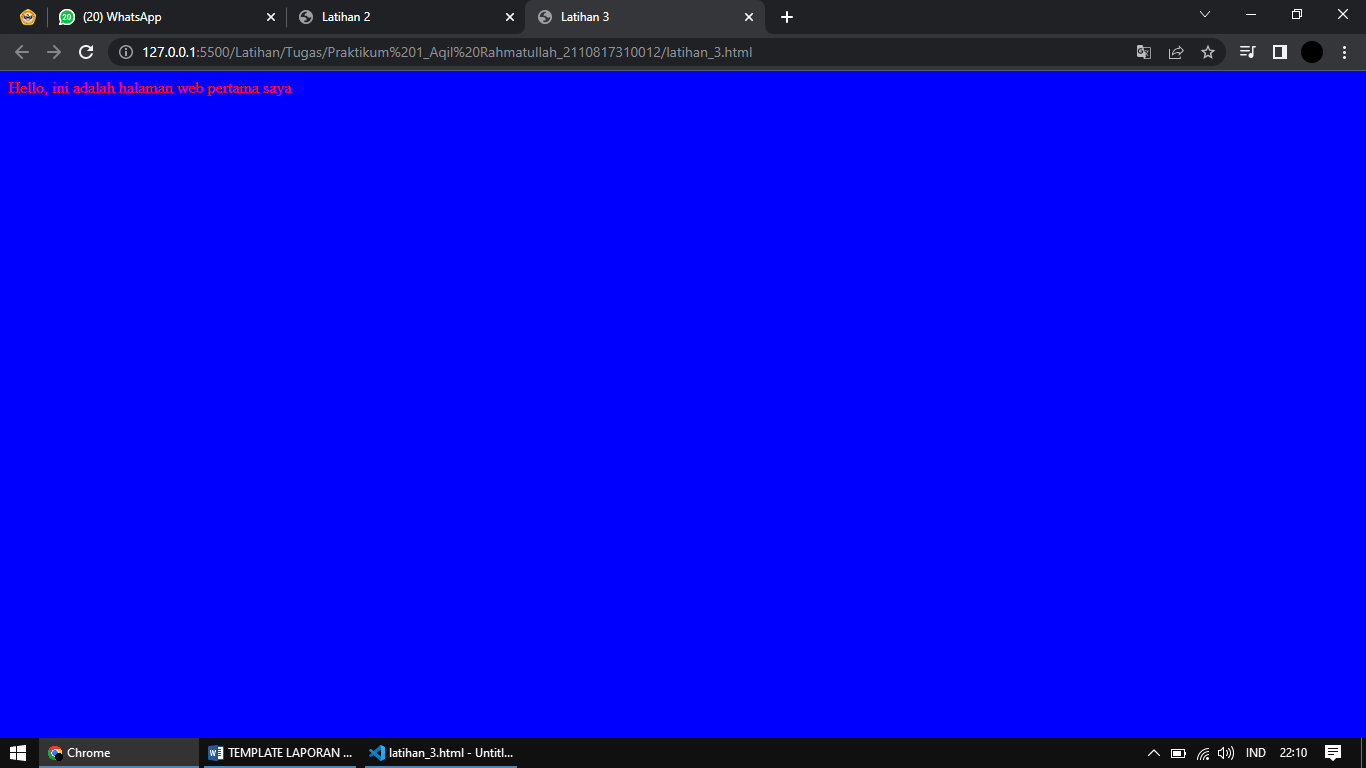 (20) WhatsApp
Latihan 2
Latihan 3
127.0.0.1:5500/Latihan/Tugas/Praktikum%201_Aqil%20Rahmatullah_2110817310012/latihan_3.html
Hello, ini adalah halaman web pertama saya
Chrome
TEMPLATE LAPORAN ...
latihan_3.html - Untitl...
IND
22:10